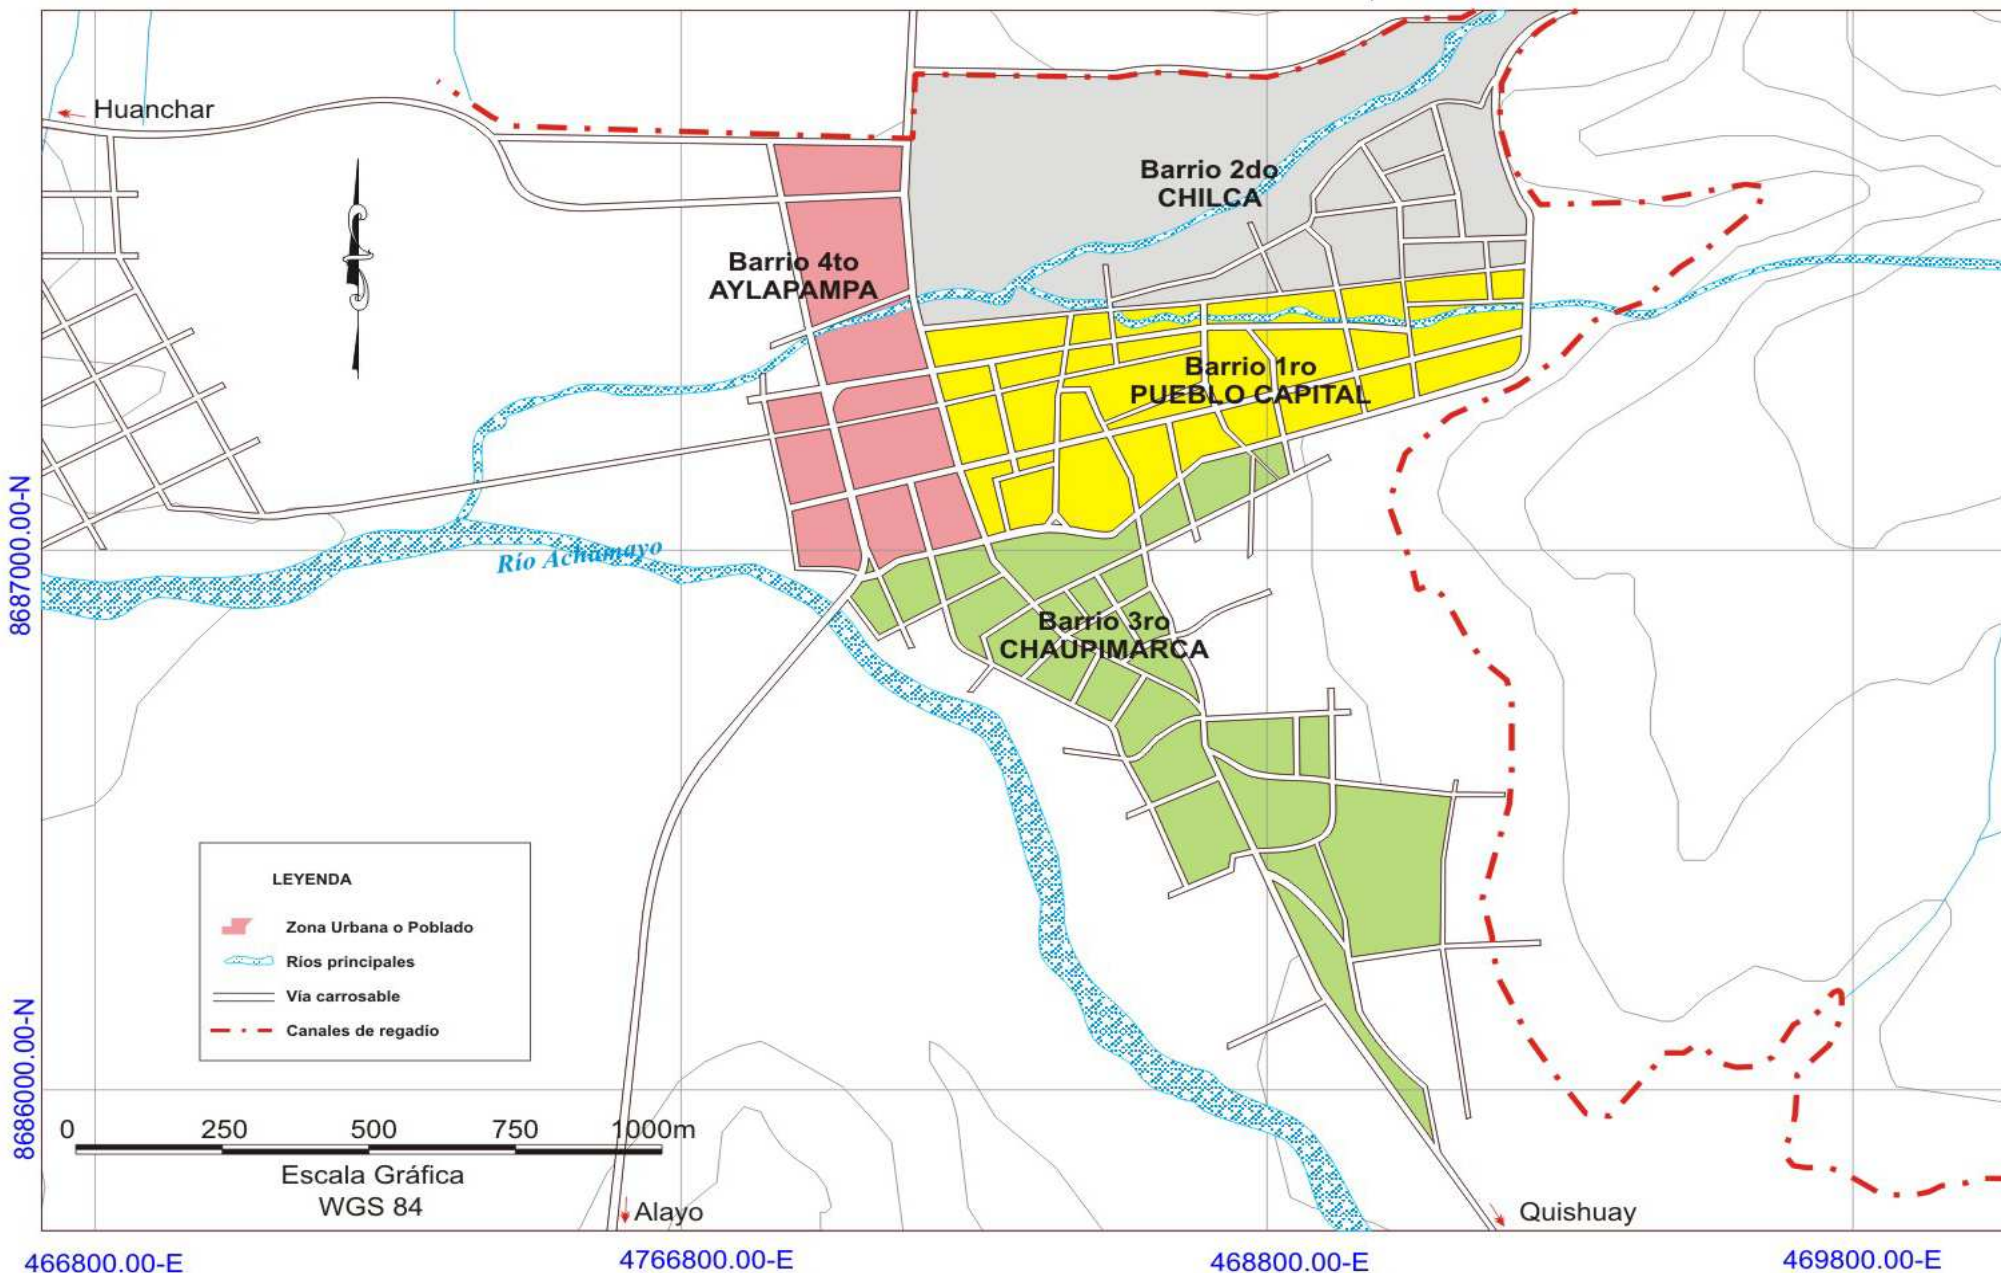 Huanchar
Barrio 2do
CHILCA
Barrio 4to
AYLAPAMPA
Barrio 1ro
PUEBLO CAPITAL
8687000.00-N
Río Achamayo
Barrio 3ro
CHAUPIMARCA
LEYENDA
Zona Urbana o Poblado
Ríos principales
Vía carrosable
Canales de regadío
8686000.00-N
0 250 500 750 1000m
Escala Gráfica
WGS 84
Alayo
Quishuay
466800.00-E
4766800.00-E
468800.00-E
469800.00-E